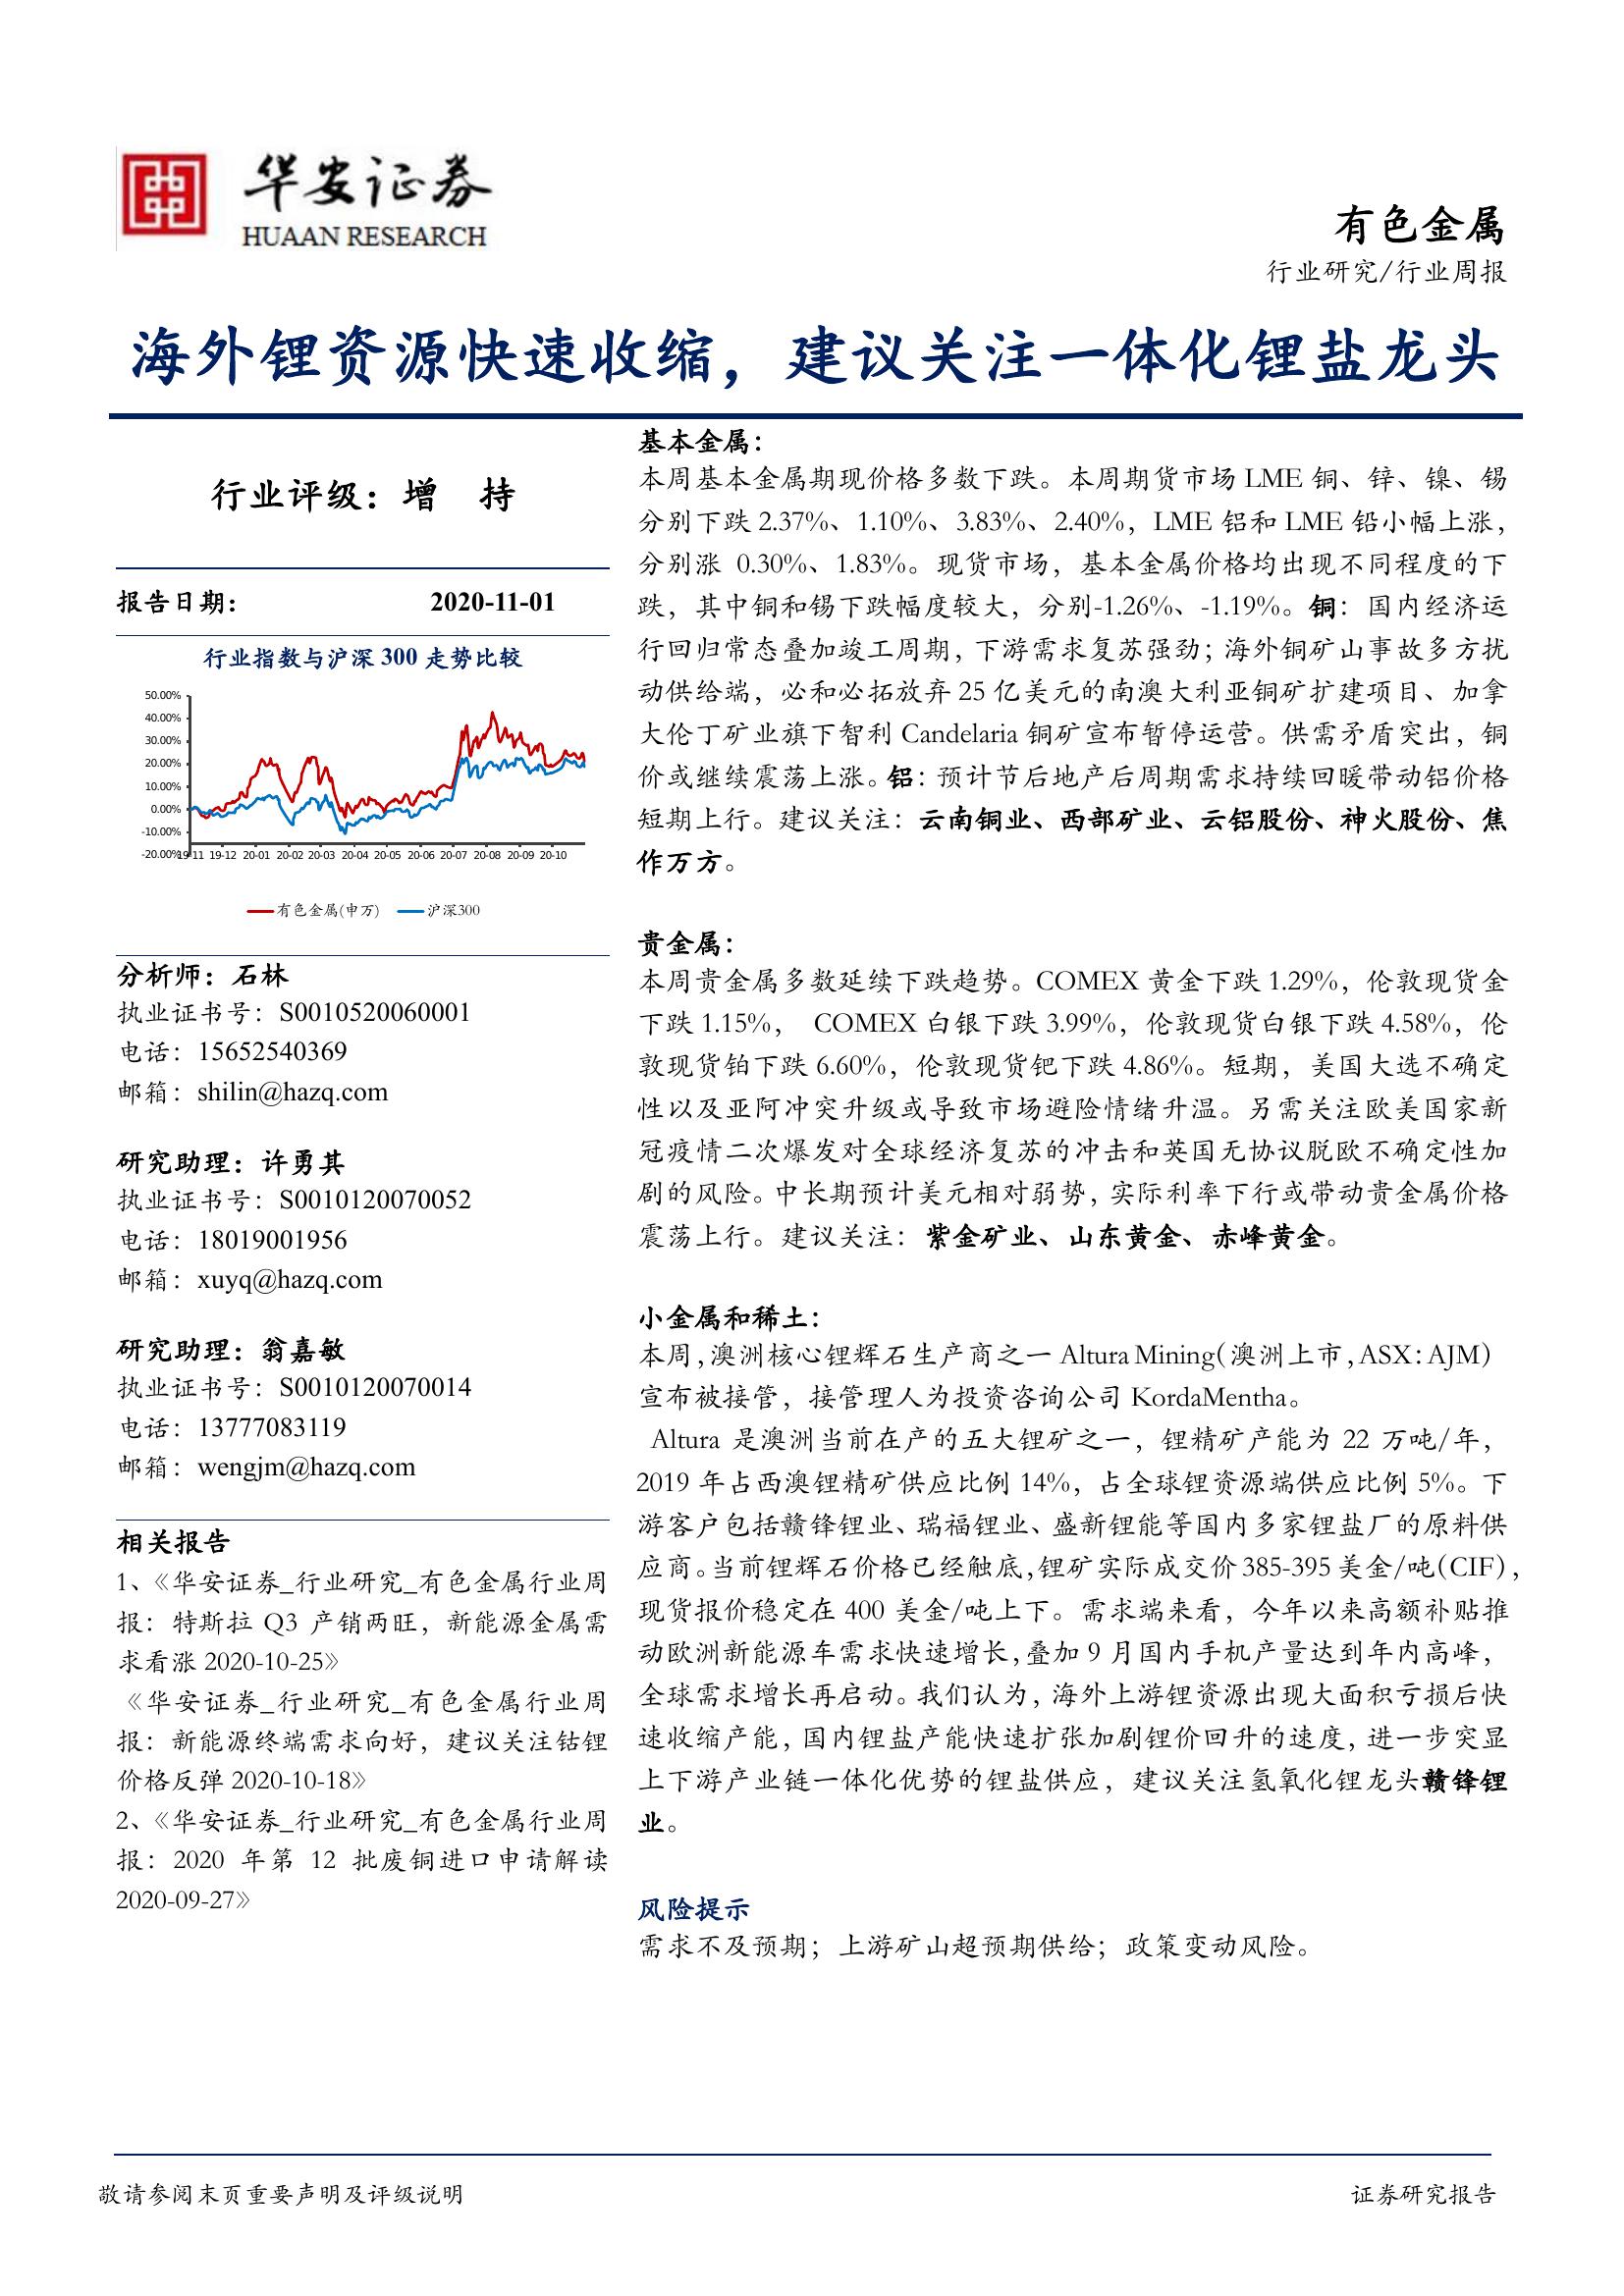 华安证券
HUAAN RESEARCH
有色金属
行业研究/行业周报
海外锂资源快速收缩，建议关注一体化锂盐龙头
行业评级：增 持
报告日期： 2020-11-01
行业指数与沪深 300 走势比较
50.00%
40.00%
30.00%
20.00%
10.00%
0.00%
-10.00%
-20.00%
19-11 19-12 20-01 20-02 20-03 20-04 20-05 20-06 20-07 20-08 20-09 20-10
有色金属(申万) 沪深300
分析师：石林
执业证书号：S0010520060001
电话：15652540369
邮箱：shilin@hazq.com
研究助理：许勇其
执业证书号：S0010120070052
电话：18019001956
邮箱：xuyq@hazq.com
研究助理：翁嘉敏
执业证书号：S0010120070014
电话：13777083119
邮箱：wengjm@hazq.com
相关报告
1、《华安证券_行业研究_有色金属行业周
报：特斯拉 Q3 产销两旺，新能源金属需
求看涨 2020-10-25》
《华安证券_行业研究_有色金属行业周
报：新能源终端需求向好，建议关注钴锂
价格反弹 2020-10-18》
2、《华安证券_行业研究_有色金属行业周
报：2020 年第 12 批废铜进口申请解读
2020-09-27》
基本金属：
本周基本金属期现价格多数下跌。本周期货市场 LME 铜、锌、镍、锡
分别下跌 2.37%、1.10%、3.83%、2.40%，LME 铝和 LME 铅小幅上涨，
分别涨 0.30%、1.83%。现货市场，基本金属价格均出现不同程度的下
跌，其中铜和锡下跌幅度较大，分别-1.26%、-1.19%。铜：国内经济运
行回归常态叠加竣工周期，下游需求复苏强劲；海外铜矿山事故多方扰
动供给端，必和必拓放弃 25 亿美元的南澳大利亚铜矿扩建项目、加拿
大伦丁矿业旗下智利 Candelaria 铜矿宣布暂停运营。供需矛盾突出，铜
价或继续震荡上涨。铝：预计节后地产后周期需求持续回暖带动铝价格
短期上行。建议关注：云南铜业、西部矿业、云铝股份、神火股份、焦
作万方。
贵金属：
本周贵金属多数延续下跌趋势。COMEX 黄金下跌 1.29%，伦敦现货金
下跌 1.15%， COMEX 白银下跌 3.99%，伦敦现货白银下跌 4.58%，伦
敦现货铂下跌 6.60%，伦敦现货钯下跌 4.86%。短期，美国大选不确定
性以及亚阿冲突升级或导致市场避险情绪升温。另需关注欧美国家新
冠疫情二次爆发对全球经济复苏的冲击和英国无协议脱欧不确定性加
剧的风险。中长期预计美元相对弱势，实际利率下行或带动贵金属价格
震荡上行。建议关注：紫金矿业、山东黄金、赤峰黄金。
小金属和稀土：
本周，澳洲核心锂辉石生产商之一 Altura Mining（澳洲上市，ASX：AJM）
宣布被接管，接管理人为投资咨询公司 KordaMentha。
Altura 是澳洲当前在产的五大锂矿之一，锂精矿产能为 22 万吨/年，
2019 年占西澳锂精矿供应比例 14%，占全球锂资源端供应比例 5%。下
游客户包括赣锋锂业、瑞福锂业、盛新锂能等国内多家锂盐厂的原料供
应商。当前锂辉石价格已经触底，锂矿实际成交价 385-395 美金/吨（CIF），
现货报价稳定在 400 美金/吨上下。需求端来看，今年以来高额补贴推
动欧洲新能源车需求快速增长，叠加 9 月国内手机产量达到年内高峰，
全球需求增长再启动。我们认为，海外上游锂资源出现大面积亏损后快
速收缩产能，国内锂盐产能快速扩张加剧锂价回升的速度，进一步突显
上下游产业链一体化优势的锂盐供应，建议关注氢氧化锂龙头赣锋锂
业。
风险提示
需求不及预期；上游矿山超预期供给；政策变动风险。
敬请参阅末页重要声明及评级说明 证券研究报告